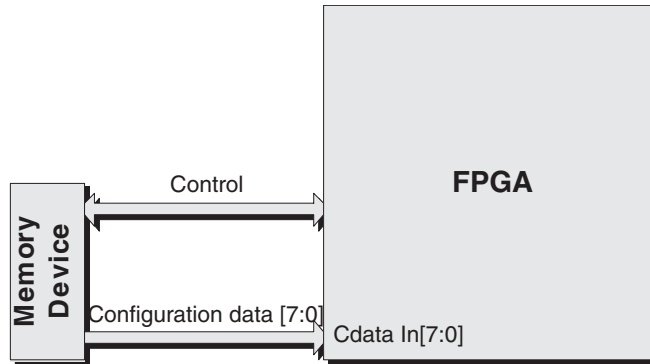 Control
FPGA
Memory
Device
Configuration data [7:0]
Cdata In[7:0]